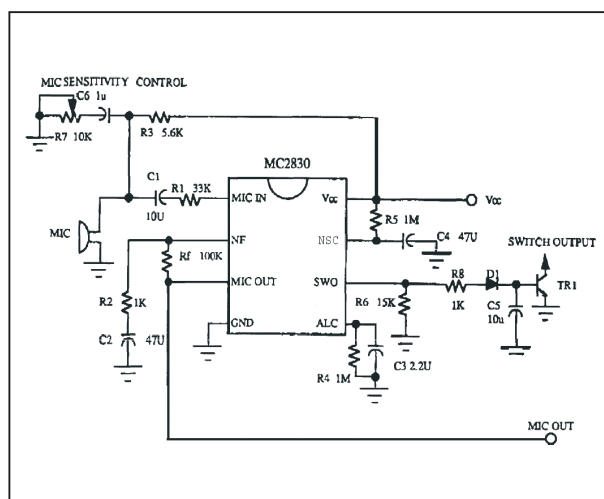 MIC SENSITIVITY CONTROL
C6 1u
R7 10K
R3 5.6K
MC2830
C1
R1 33K
10U
MIC IN
Vcc
Vcc
MIC
R5 1M
C4 47U
NF
NSC
Rf 100K
SWITCH OUTPUT
R2
1K
MIC OUT
SWO
R6 15K
R8
1K
D1
TR1
C5
10u
C2 47U
GND
ALC
R4 1M
C3 2.2U
MIC OUT